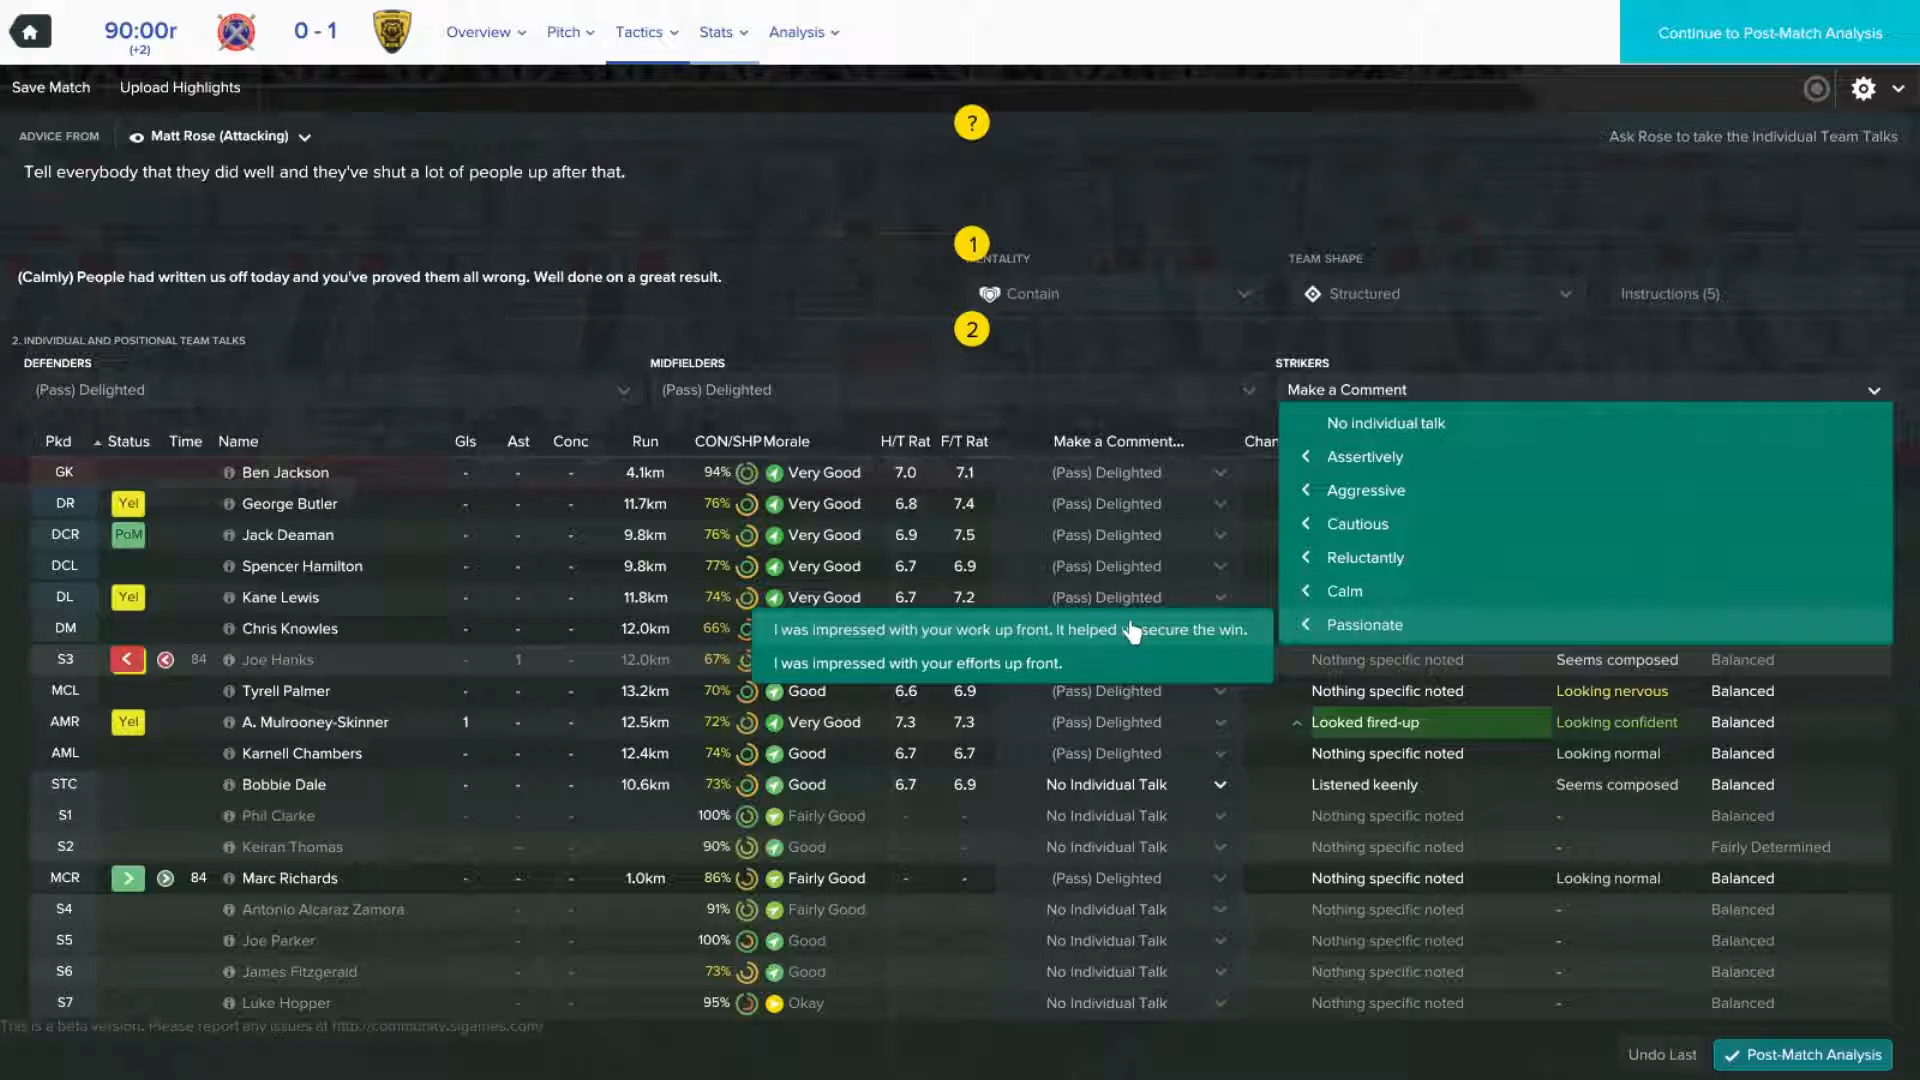 90:00r
(+2)
0 - 1
Overview
Pitch
Tactics
Stats
Analysis
Continue to Post-Match Analysis
Save Match
Upload Highlights
ADVICE FROM
Matt Rose (Attacking)
?
Ask Rose to take the Individual Team Talks
Tell everybody that they did well and they've shut a lot of people up after that.
1
ENTALITY
TEAM SHAPE
(Calmly) People had written us off today and you've proved them all wrong. Well done on a great result.
Contain
Structured
Instructions (5)
2
2. INDIVIDUAL AND POSITIONAL TEAM TALKS
DEFENDERS
MIDFIELDERS
STRIKERS
(Pass) Delighted
(Pass) Delighted
Make a Comment
No individual talk
Assertively
Aggressive
Cautious
Reluctantly
Calm
Passionate
Pkd Status Time Name Gls Ast Conc Run CON/SHP Morale H/T Rat F/T Rat Make a Comment... Chan
GK Ben Jackson - - - 4.1km 94% Very Good 7.0 7.1 (Pass) Delighted
DR Yel George Butler - - - 11.7km 76% Very Good 6.8 7.4 (Pass) Delighted
DCR PoM Jack Deaman - - - 9.8km 76% Very Good 6.9 7.5 (Pass) Delighted
DCL Spencer Hamilton - - - 9.8km 77% Very Good 6.7 6.9 (Pass) Delighted
DL Yel Kane Lewis - - - 11.8km 74% Very Good 6.7 7.2 (Pass) Delighted
DM Chris Knowles - - - 12.0km 66%
I was impressed with your work up front. It helped secure the win.
I was impressed with your efforts up front.
S3 84 Joe Hanks - 1 - 12.0km 67% Nothing specific noted Seems composed Balanced
MCL Tyrell Palmer - - - 13.2km 70% Good 6.6 6.9 (Pass) Delighted Nothing specific noted Looking nervous Balanced
AMR Yel A. Mulrooney-Skinner 1 - - 12.5km 72% Very Good 7.3 7.3 (Pass) Delighted Looked fired-up Looking confident Balanced
AML Karnell Chambers - - - 12.4km 74% Good 6.7 6.7 (Pass) Delighted Nothing specific noted Looking normal Balanced
STC Bobbie Dale - - - 10.6km 73% Good 6.7 6.9 No Individual Talk Listened keenly Seems composed Balanced
S1 Phil Clarke - - - 100% Fairly Good - - No Individual Talk Nothing specific noted - Balanced
S2 Keiran Thomas - - 90% Good - - No Individual Talk Nothing specific noted - Fairly Determined
MCR 84 Marc Richards - - - 1.0km 86% Fairly Good - - (Pass) Delighted Nothing specific noted Looking normal Balanced
S4 Antonio Alcaraz Zamora - - 91% Fairly Good No Individual Talk Nothing specific noted - Balanced
S5 Joe Parker - - 100% Good No Individual Talk Nothing specific noted - Balanced
S6 James Fitzgerald - - 73% Good No Individual Talk Nothing specific noted - Balanced
S7 Luke Hopper - - 95% Okay No Individual Talk Nothing specific noted - Balanced
This is a beta version. Please report any issues at http://community.sigames.com/
Undo Last
Post-Match Analysis